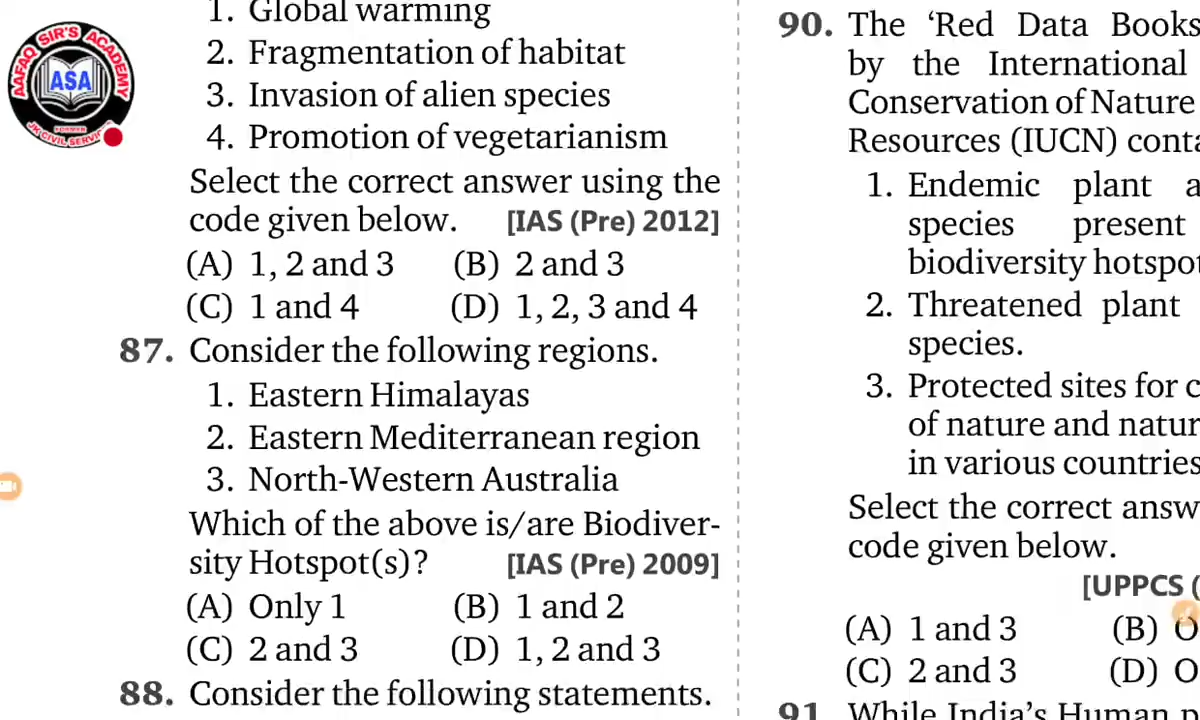 AAFAQ SIR'S ACADEMY
ASA
FORMER
1. Global warming
2. Fragmentation of habitat
3. Invasion of alien species
4. Promotion of vegetarianism
Select the correct answer using the
code given below. [IAS (Pre) 2012]
(A) 1, 2 and 3 (B) 2 and 3
(C) 1 and 4 (D) 1, 2, 3 and 4
87. Consider the following regions.
1. Eastern Himalayas
2. Eastern Mediterranean region
3. North-Western Australia
Which of the above is/are Biodiver-
sity Hotspot(s)? [IAS (Pre) 2009]
(A) Only 1 (B) 1 and 2
(C) 2 and 3 (D) 1, 2 and 3
88. Consider the following statements.
90. The ‘Red Data Books
by the International
Conservation of Nature
Resources (IUCN)
1. Endemic plant
species present
biodiversity
2. Threatened plant
species.
3. Protected sites for
of nature and
in various countries
Select the correct
code given below.
[UPPCS (
(A) 1 and 3 (B)
(C) 2 and 3 (D)
91. While India’s Human